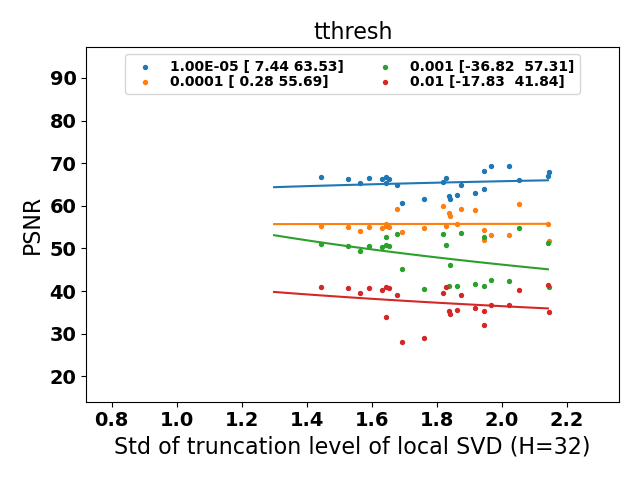 tthresh
1.00E-05 [ 7.44 63.53]
0.0001 [ 0.28 55.69]
0.001 [-36.82  57.31]
0.01 [-17.83  41.84]
PSNR
90
80
70
60
50
40
30
20
0.8 1.0 1.2 1.4 1.6 1.8 2.0 2.2
Std of truncation level of local SVD (H=32)